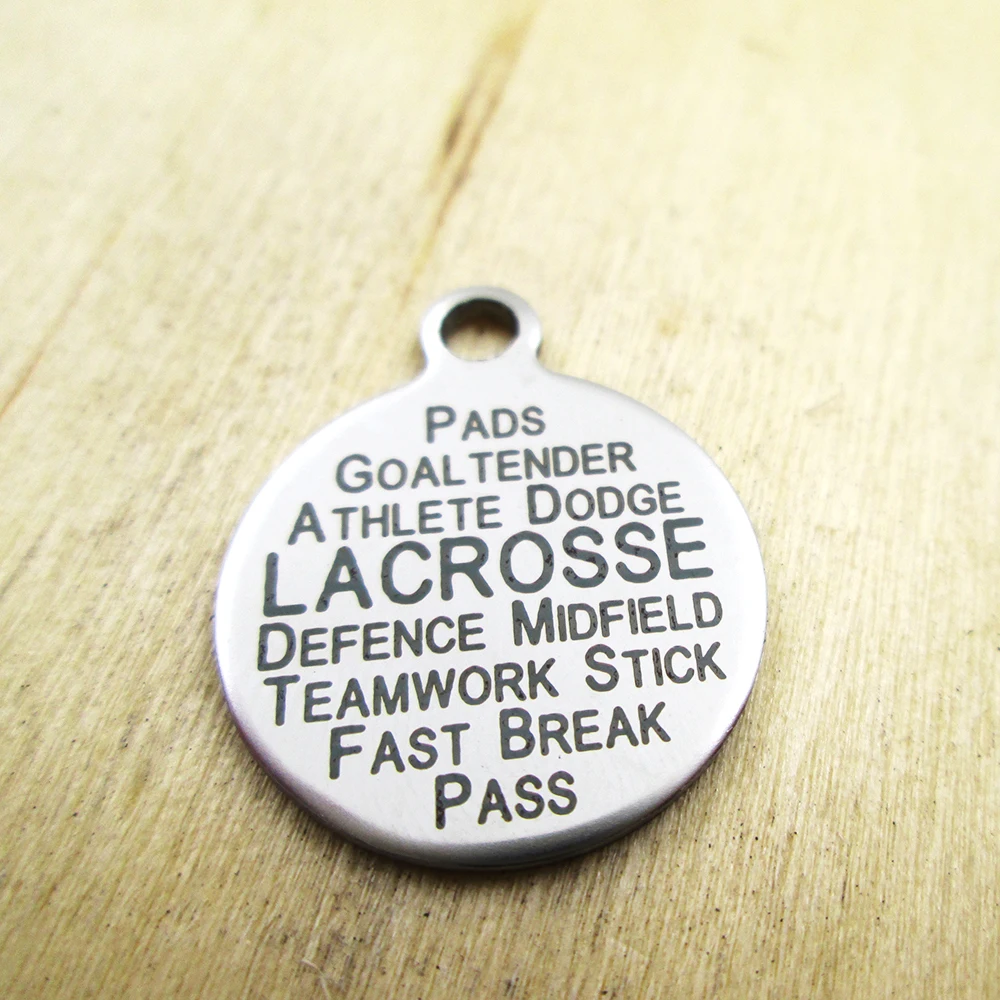 PADS
GOALTENDER
ATHLETE DODGE
LACROSSE
DEFENCE MIDFIELD
TEAMWORK STICK
FAST BREAK
PASS